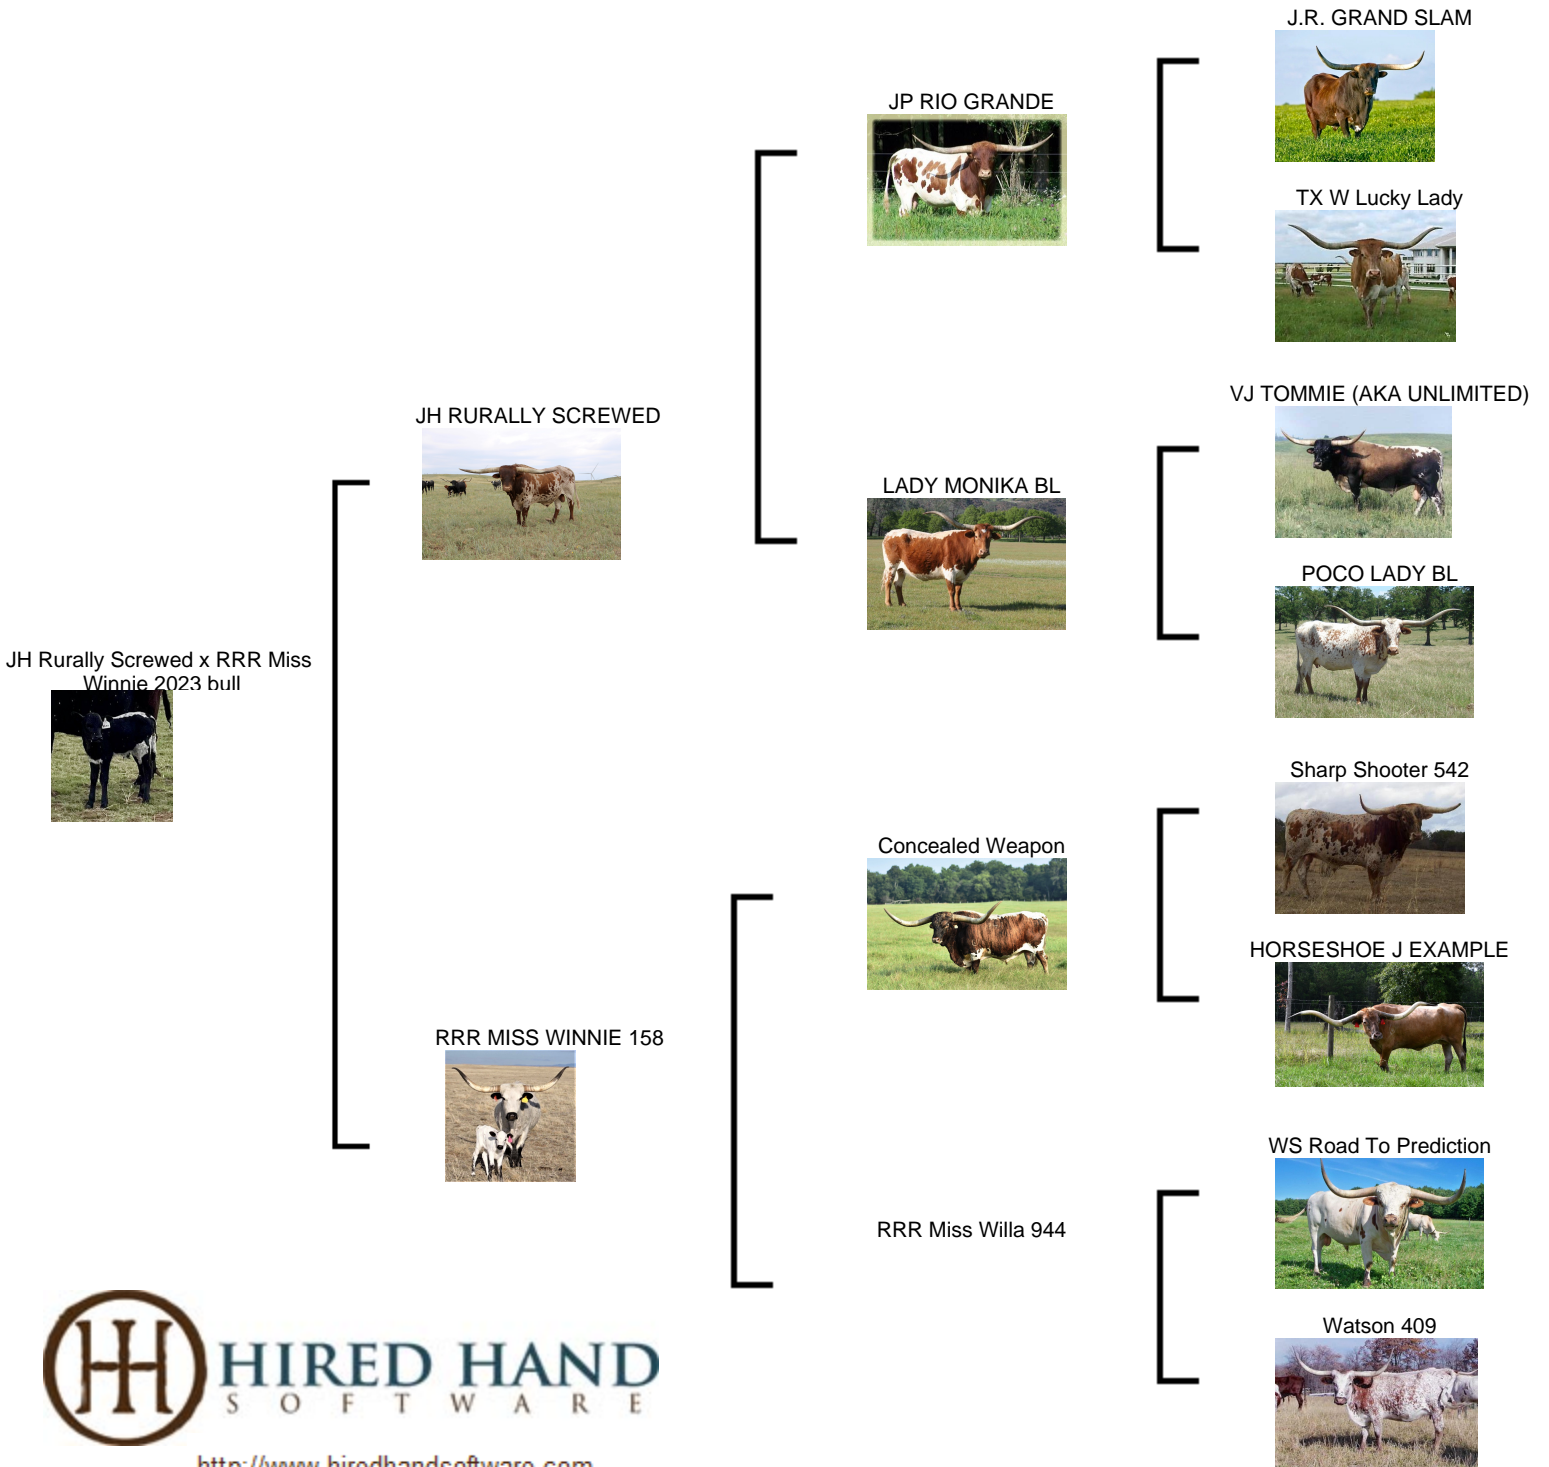 J.R. GRAND SLAM
JP RIO GRANDE
TX W Lucky Lady
VJ TOMMIE (AKA UNLIMITED)
JH RURALLY SCREWED
LADY MONIKA BL
POCO LADY BL
JH Rurally Screwed x RRR Miss
Winnie 2023 bull
Sharp Shooter 542
Concealed Weapon
HORSESHOE J EXAMPLE
RRR MISS WINNIE 158
WS Road To Prediction
RRR Miss Willa 944
Watson 409
HIRED HAND
SOFTWARE
http://www.hiredhandsoftware.com